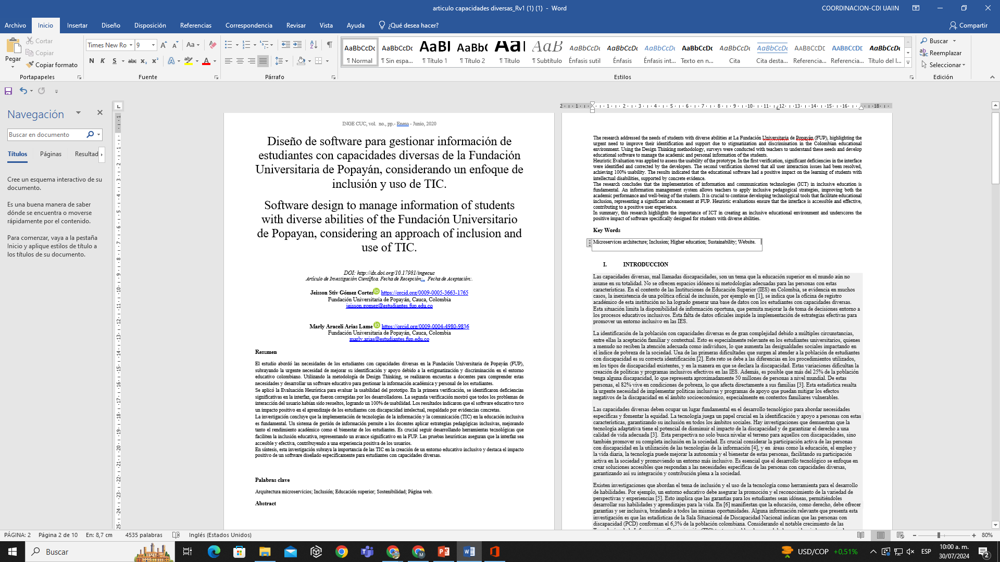 articulo capacidades diversas_Rv1 (1) (1) - Word
COORDINACION-CDI UAIIN
Archivo Inicio Insertar Diseño Disposición Referencias Correspondencia Revisar Vista Ayuda ¿Qué desea hacer? Compartir
Pegar
Cortar
Copiar
Copiar formato
Portapapeles
Times New Ro 9
Fuente
Párrafo
AaBbCcDc AaBbCcDc AaBI AaBbC AaI AaB AaBbCcDc AaBbCcDc AaBbCcDc AaBbCcDc AaBbCcDc AaBbCcDc AABBCCDE AABBCCDE AaBbCcDc
¶ Normal ¶ Sin espa... ¶ Título 1 ¶ Título 2 ¶ Título ¶ Subtítulo Énfasis sutil Énfasis Énfasis int... Texto en n... Cita Cita desta... Referencia... Referencia... Título del l...
Estilos
Buscar
Reemplazar
Seleccionar
Edición
Navegación
Buscar en documento
Títulos Páginas Resultad
Cree un esquema interactivo de su
documento.
Es una buena manera de saber
dónde se encuentra o moverse
rápidamente por el contenido.
Para comenzar, vaya a la pestaña
Inicio y aplique estilos de título a
los títulos de su documento.
INGE CUC, vol. no., pp.- Enero - Junio, 2020
Diseño de software para gestionar información de
estudiantes con capacidades diversas de la Fundación
Universitaria de Popayán, considerando un enfoque de
inclusión y uso de TIC.
Software design to manage information of students
with diverse abilities of the Fundación Universitario
de Popayan, considering an approach of inclusion and
use of TIC.
DOI: http://dx.doi.org/10.17981/ingecuc
Artículo de Investigación Científica. Fecha de Recepción:. Fecha de Aceptación:.
Jeisson Stiv Gómez Cortes https://orcid.org/0009-0005-3663-1765
Fundación Universitaria de Popayán, Cauca, Colombia
jeisson.gomez@estudiantes.fup.edu.co
Marly Araceli Arias Lame https://orcid.org/0009-0004-4980-9836
Fundación Universitaria de Popayán, Cauca, Colombia
marly.arias@estudiantes.fup.edu.co
Resumen
El estudio abordó las necesidades de los estudiantes con capacidades diversas en la Fundación Universitaria de Popayán (FUP),
subrayando la urgente necesidad de mejorar su identificación y apoyo debido a la estigmatización y discriminación en el entorno
educativo colombiano. Utilizando la metodología de Design Thinking, se realizaron encuestas a docentes para comprender estas
necesidades y desarrollar un software educativo para gestionar la información académica y personal de los estudiantes.
Se aplicó la Evaluación Heurística para evaluar la usabilidad del prototipo. En la primera verificación, se identificaron deficiencias
significativas en la interfaz, que fueron corregidas por los desarrolladores. La segunda verificación mostró que todos los problemas de
interacción del usuario habían sido resueltos, logrando un 100% de usabilidad. Los resultados indicaron que el software educativo tuvo
un impacto positivo en el aprendizaje de los estudiantes con discapacidad intelectual, respaldado por evidencias concretas.
La investigación concluye que la implementación de tecnologías de la información y la comunicación (TIC) en la educación inclusiva
es fundamental. Un sistema de gestión de información permite a los docentes aplicar estrategias pedagógicas inclusivas, mejorando
tanto el rendimiento académico como el bienestar de los estudiantes. Es crucial seguir desarrollando herramientas tecnológicas que
faciliten la inclusión educativa, representando un avance significativo en la FUP. Las pruebas heurísticas aseguran que la interfaz sea
accesible y efectiva, contribuyendo a una experiencia positiva de los usuarios.
En síntesis, esta investigación subraya la importancia de las TIC en la creación de un entorno educativo inclusivo y destaca el impacto
positivo de un software diseñado específicamente para estudiantes con capacidades diversas.
Palabras clave
Arquitectura microservicios; Inclusión; Educación superior; Sostenibilidad; Página web.
Abstract
The research addressed the needs of students with diverse abilities at La Fundación Universitaria de Popayán (FUP), highlighting the
urgent need to improve their identification and support due to stigmatization and discrimination in the Colombian educational
environment. Using the Design Thinking methodology, surveys were conducted with teachers to understand these needs and develop
educational software to manage the academic and personal information of the students.
Heuristic Evaluation was applied to assess the usability of the prototype. In the first verification, significant deficiencies in the interface
were identified and corrected by the developers. The second verification showed that all user interaction issues had been resolved,
achieving 100% usability. The results indicated that the educational software had a positive impact on the learning of students with
intellectual disabilities, supported by concrete evidence.
The research concludes that the implementation of information and communication technologies (ICT) in inclusive education is
fundamental. An information management system allows teachers to apply inclusive pedagogical strategies, improving both the
academic performance and well-being of the students. It is crucial to continue developing technological tools that facilitate educational
inclusion, representing a significant advancement at FUP. Heuristic evaluations ensure that the interface is accessible and effective,
contributing to a positive user experience.
In summary, this research highlights the importance of ICT in creating an inclusive educational environment and underscores the
positive impact of software specifically designed for students with diverse abilities.
Key Words
Microservices architecture; Inclusion; Higher education; Sustainability; Website.
I. INTRODUCCIÓN
Las capacidades diversas, mal llamadas discapacidades, son un tema que la educación superior en el mundo aún no
asume en su totalidad. No se ofrecen espacios idóneos ni metodologías adecuadas para las personas con estas
características. En el contexto de las Instituciones de Educación Superior (IES) en Colombia, se evidencia en muchos
casos, la inexistencia de una política oficial de inclusión, por ejemplo en [1], se indica que la oficina de registro
académico de esta institución no ha logrado generar una base de datos con los estudiantes con capacidades diversas.
Esta situación limita la disponibilidad de información oportuna, que permita mejorar la de toma de decisiones entorno a
los procesos educativos inclusivos. Esta falta de datos oficiales impide la implementación de estrategias efectivas para
promover un entorno inclusivo en las IES.
La identificación de la población con capacidades diversas es de gran complejidad debido a múltiples circunstancias,
entre ellas la aceptación familiar y contextual. Esto es especialmente relevante en los estudiantes universitarios, quienes
a menudo no reciben la atención adecuada como individuos, lo que aumenta las desigualdades sociales impactando en
el índice de pobreza de la sociedad. Una de las primeras dificultades que surgen al atender a la población de estudiantes
con discapacidad es su correcta identificación [2]. Este reto se debe a las diferencias en los procedimientos utilizados,
en los tipos de discapacidad existentes, y en la manera en que se declara la discapacidad. Estas variaciones dificultan la
creación de políticas y programas inclusivos efectivos en las IES. Además, es posible que más del 25% de la población
tenga alguna discapacidad, lo que representa aproximadamente 50 millones de personas a nivel mundial. De estas
personas, el 82% vive en condiciones de pobreza, lo que afecta directamente a sus familias [3]. Esta estadística resalta
la urgente necesidad de implementar políticas inclusivas y programas de apoyo que puedan mitigar los efectos
negativos de la discapacidad en el ámbito socioeconómico, especialmente en contextos familiares vulnerables.
Las capacidades diversas deben ocupar un lugar fundamental en el desarrollo tecnológico para abordar necesidades
específicas y fomentar la equidad. La tecnología juega un papel crucial en la identificación y apoyo a personas con estas
características, garantizando su inclusión en todos los ámbitos sociales. Hay investigaciones que demuestran que la
tecnología adaptativa tiene el potencial de disminuir el impacto de la discapacidad y de garantizar el derecho a una
calidad de vida adecuada [3]. Esta perspectiva no solo busca nivelar el terreno para aquellos con discapacidades, sino
también promover su completa inclusión en la sociedad. Es crucial considerar la participación activa de las personas
con discapacidad en la utilización de las tecnologías de la información [4], y en áreas como la educación, el empleo y
la vida diaria, la tecnología puede mejorar la autonomía y el bienestar de estas personas, facilitando su participación
activa en la sociedad y promoviendo un entorno más inclusivo. Es esencial que el desarrollo tecnológico se enfoque en
crear soluciones accesibles que respondan a las necesidades específicas de las personas con capacidades diversas,
garantizando así su integración y contribución plena a la sociedad.
Existen investigaciones que abordan el tema de inclusión y el uso de la tecnología como herramienta para el desarrollo
de habilidades. Por ejemplo, un entorno educativo debe asegurar la promoción y el reconocimiento de la variedad de
perspectivas y experiencias [5]. Esto implica que las garantías para los estudiantes sean idóneas, permitiéndoles
desarrollar sus habilidades y aprendizajes para la vida. En [6] manifiestan que la educación, como derecho, debe ofrecer
garantías y ser inclusiva, brindando a todos las mismas oportunidades. Alguna información relevante que presenta esta
investigación es que las estadísticas de la Sala Situacional de Discapacidad Nacional indican que las personas con
discapacidad (PCD) conforman el 6,3% de la población colombiana. Considerando el notable crecimiento de las
PÁGINA: 2 Página 2 de 10 En: 8,7 cm 4535 palabras Inglés (Estados Unidos) 80%
Buscar
USD/COP +0,51%
ESP
10:00 a. m.
30/07/2024
2